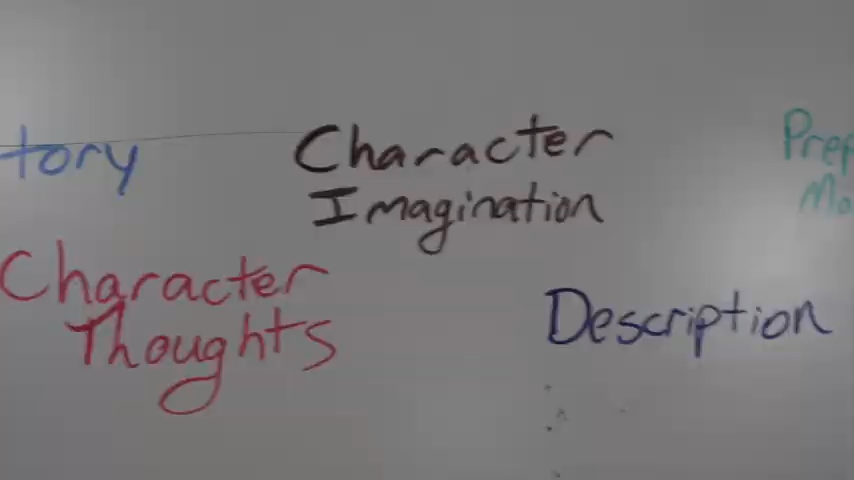 tory
Character
Imagination
Character
Thoughts
Description